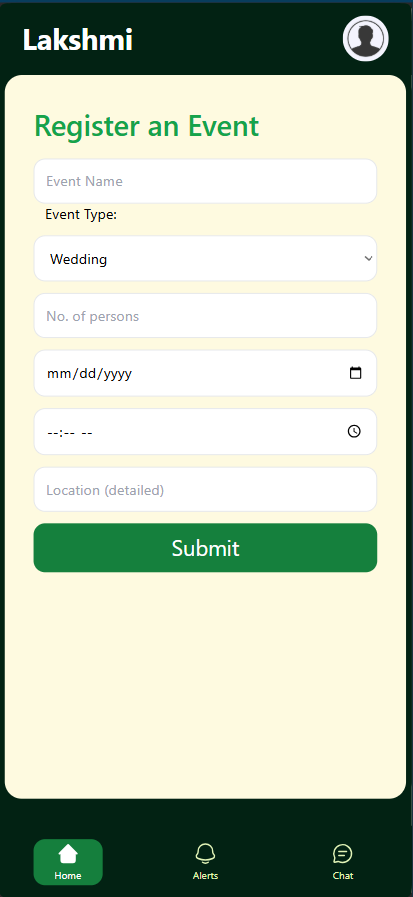 Lakshmi
Register an Event
Event Name
Event Type:
Wedding
No. of persons
mm/dd/yyyy
--:-- --
Location (detailed)
Submit
Home
Alerts
Chat